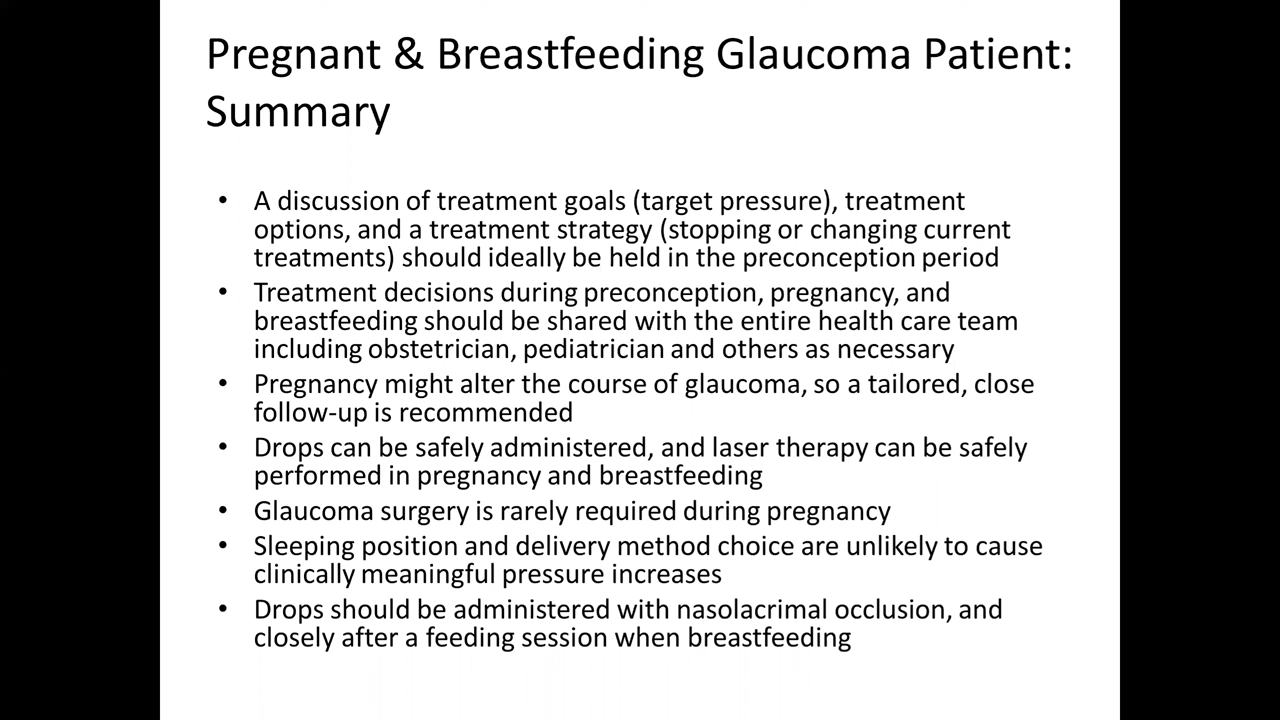 Pregnant & Breastfeeding Glaucoma Patient:
Summary
• A discussion of treatment goals (target pressure), treatment
options, and a treatment strategy (stopping or changing current
treatments) should ideally be held in the preconception period
• Treatment decisions during preconception, pregnancy, and
breastfeeding should be shared with the entire health care team
including obstetrician, pediatrician and others as necessary
• Pregnancy might alter the course of glaucoma, so a tailored, close
follow-up is recommended
• Drops can be safely administered, and laser therapy can be safely
performed in pregnancy and breastfeeding
• Glaucoma surgery is rarely required during pregnancy
• Sleeping position and delivery method choice are unlikely to cause
clinically meaningful pressure increases
• Drops should be administered with nasolacrimal occlusion, and
closely after a feeding session when breastfeeding